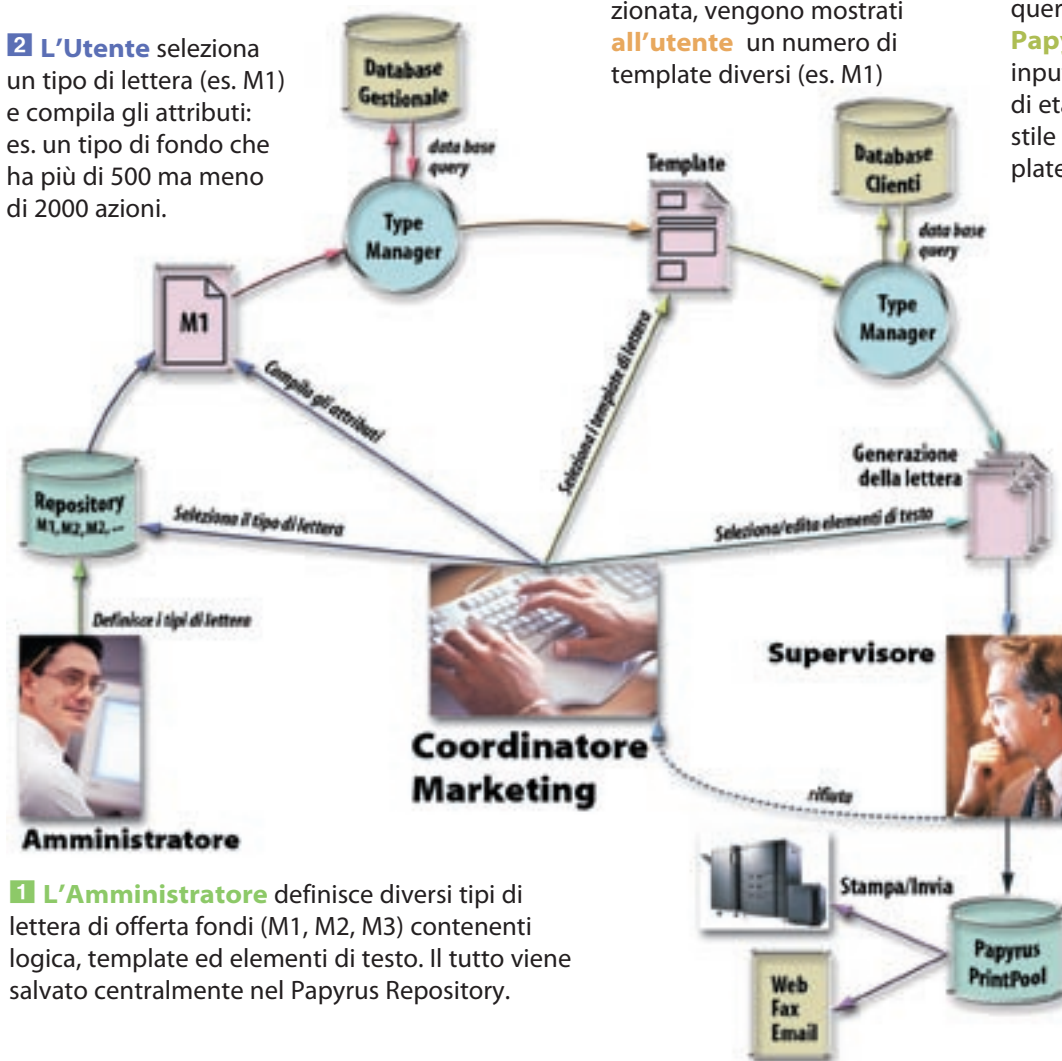 2 L'Utente seleziona
un tipo di lettera (es. M1)
e compila gli attributi:
es. un tipo di fondo che
ha più di 500 ma meno
di 2000 azioni.
zionata, vengono mostrati
all'utente un numero di
template diversi (es. M1)
Database
Gestionale
data base
query
Type
Manager
Template
Database
Clienti
data base
query
Type
Manager
M1
Compila gli attributi
Seleziona i template di lettera
Generazione
della lettera
Repository
M1, M2, M2, ...
Seleziona il tipo di lettera
Seleziona/edita elementi di testo
Definisce i tipi di lettera
Supervisore
Coordinatore
Marketing
rifiuta
Amministratore
1 L'Amministratore definisce diversi tipi di
lettera di offerta fondi (M1, M2, M3) contenenti
logica, template ed elementi di testo. Il tutto viene
salvato centralmente nel Papyrus Repository.
Stampa/Invia
Papyrus
PrintPool
Web
Fax
Email
di
stile